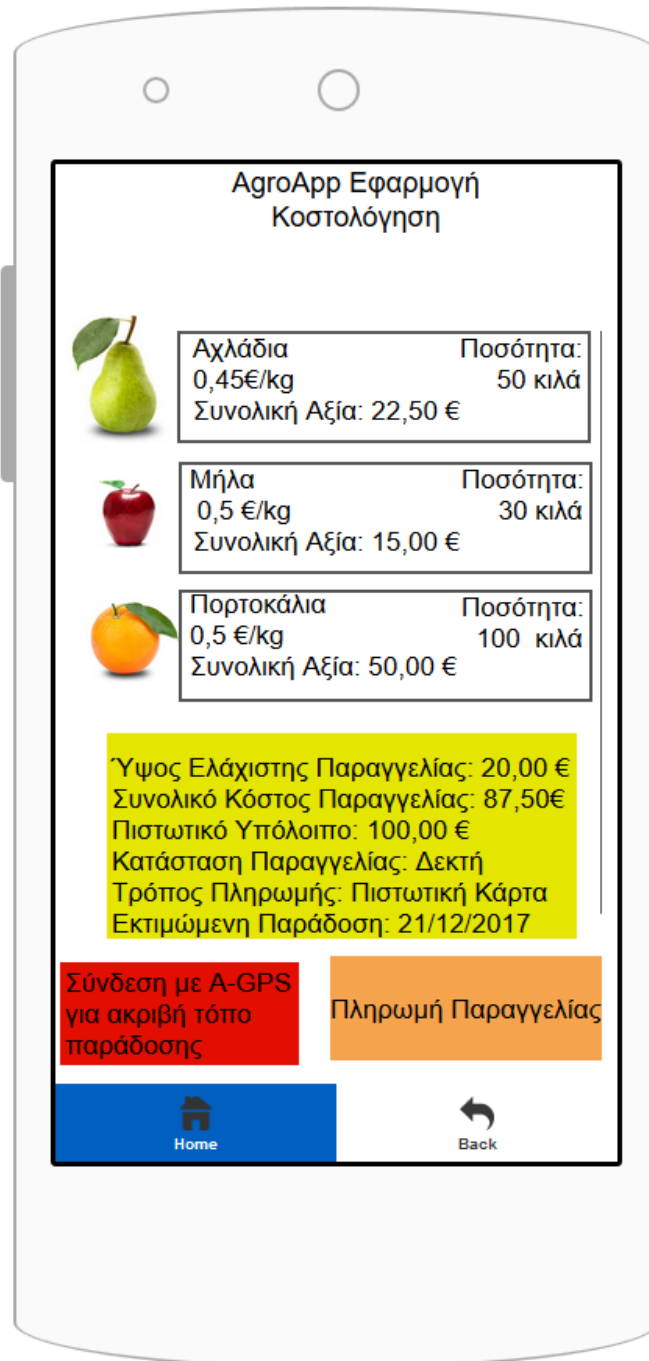 AgroApp Εφαρμογή
Κοστολόγηση
Αχλάδια Ποσότητα:
0,45€/kg 50 κιλά
Συνολική Αξία: 22,50 €
Μήλα Ποσότητα:
0,5 €/kg 30 κιλά
Συνολική Αξία: 15,00 €
Πορτοκάλια Ποσότητα:
0,5 €/kg 100 κιλά
Συνολική Αξία: 50,00 €
Ύψος Ελάχιστης Παραγγελίας: 20,00 €
Συνολικό Κόστος Παραγγελίας: 87,50€
Πιστωτικό Υπόλοιπο: 100,00 €
Κατάσταση Παραγγελίας: Δεκτή
Τρόπος Πληρωμής: Πιστωτική Κάρτα
Εκτιμώμενη Παράδοση: 21/12/2017
Σύνδεση με A-GPS
για ακριβή τόπο
παράδοσης
Πληρωμή Παραγγελίας
Home
Back